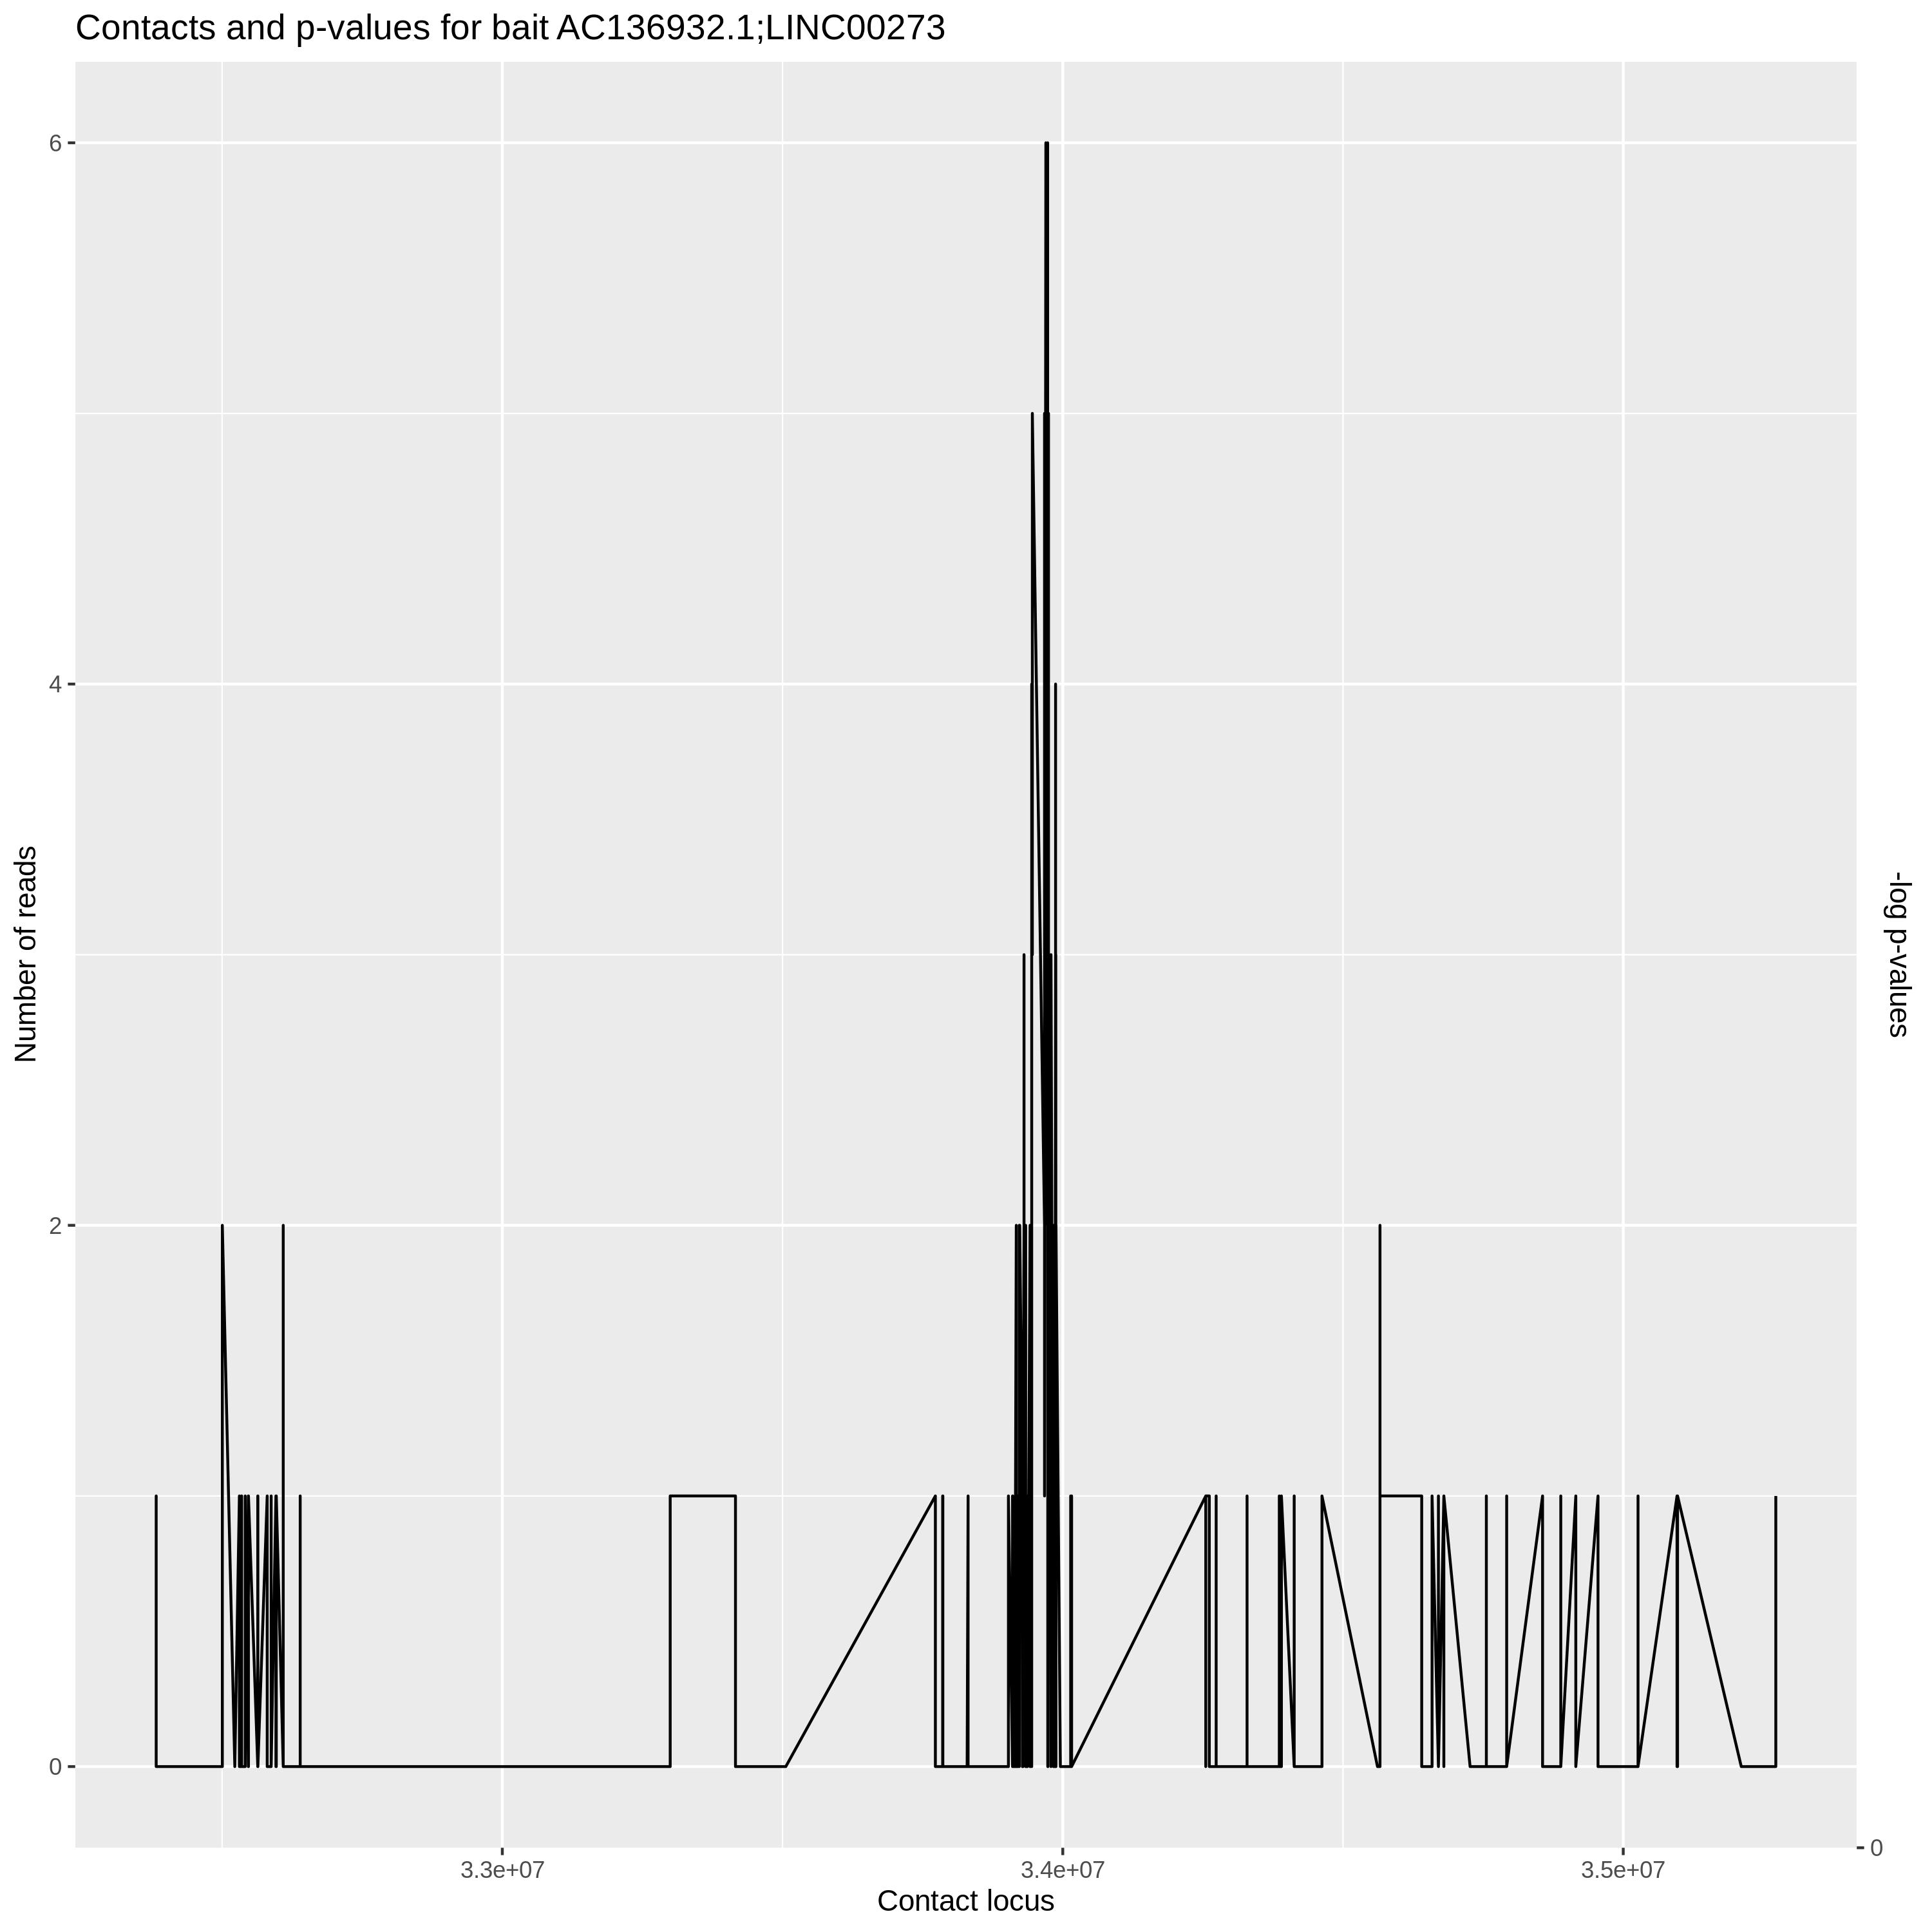 Contacts and p-values for bait AC136932.1;LINC00273
6
4
2
0
Number of reads
-log p-values
0
3.3e+07
3.4e+07
3.5e+07
Contact locus